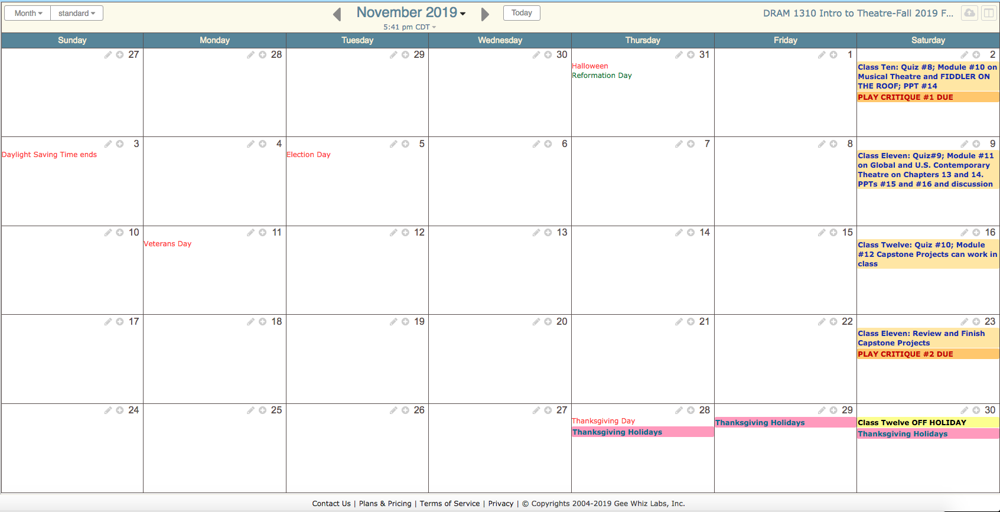 Month standard November 2019 Today DRAM 1310 Intro to Theatre-Fall 2019 F...
5:41 pm CDT
Sunday Monday Tuesday Wednesday Thursday Friday Saturday
27 28 29 30 31 1 2
Halloween
Reformation Day
Class Ten: Quiz #8; Module #10 on
Musical Theatre and FIDDLER ON
THE ROOF; PPT #14
PLAY CRITIQUE #1 DUE
3 4 5 6 7 8 9
Daylight Saving Time ends
Election Day
Class Eleven: Quiz#9; Module #11
on Global and U.S. Contemporary
Theatre on Chapters 13 and 14.
PPTs #15 and #16 and discussion
10 11 12 13 14 15 16
Veterans Day
Class Twelve: Quiz #10; Module
#12 Capstone Projects can work in
class
17 18 19 20 21 22 23
Class Eleven: Review and Finish
Capstone Projects
PLAY CRITIQUE #2 DUE
24 25 26 27 28 29 30
Thanksgiving Day
Thanksgiving Holidays
Thanksgiving Holidays
Class Twelve OFF HOLIDAY
Thanksgiving Holidays
Contact Us | Plans & Pricing | Terms of Service | Privacy | © Copyrights 2004-2019 Gee Whiz Labs, Inc.